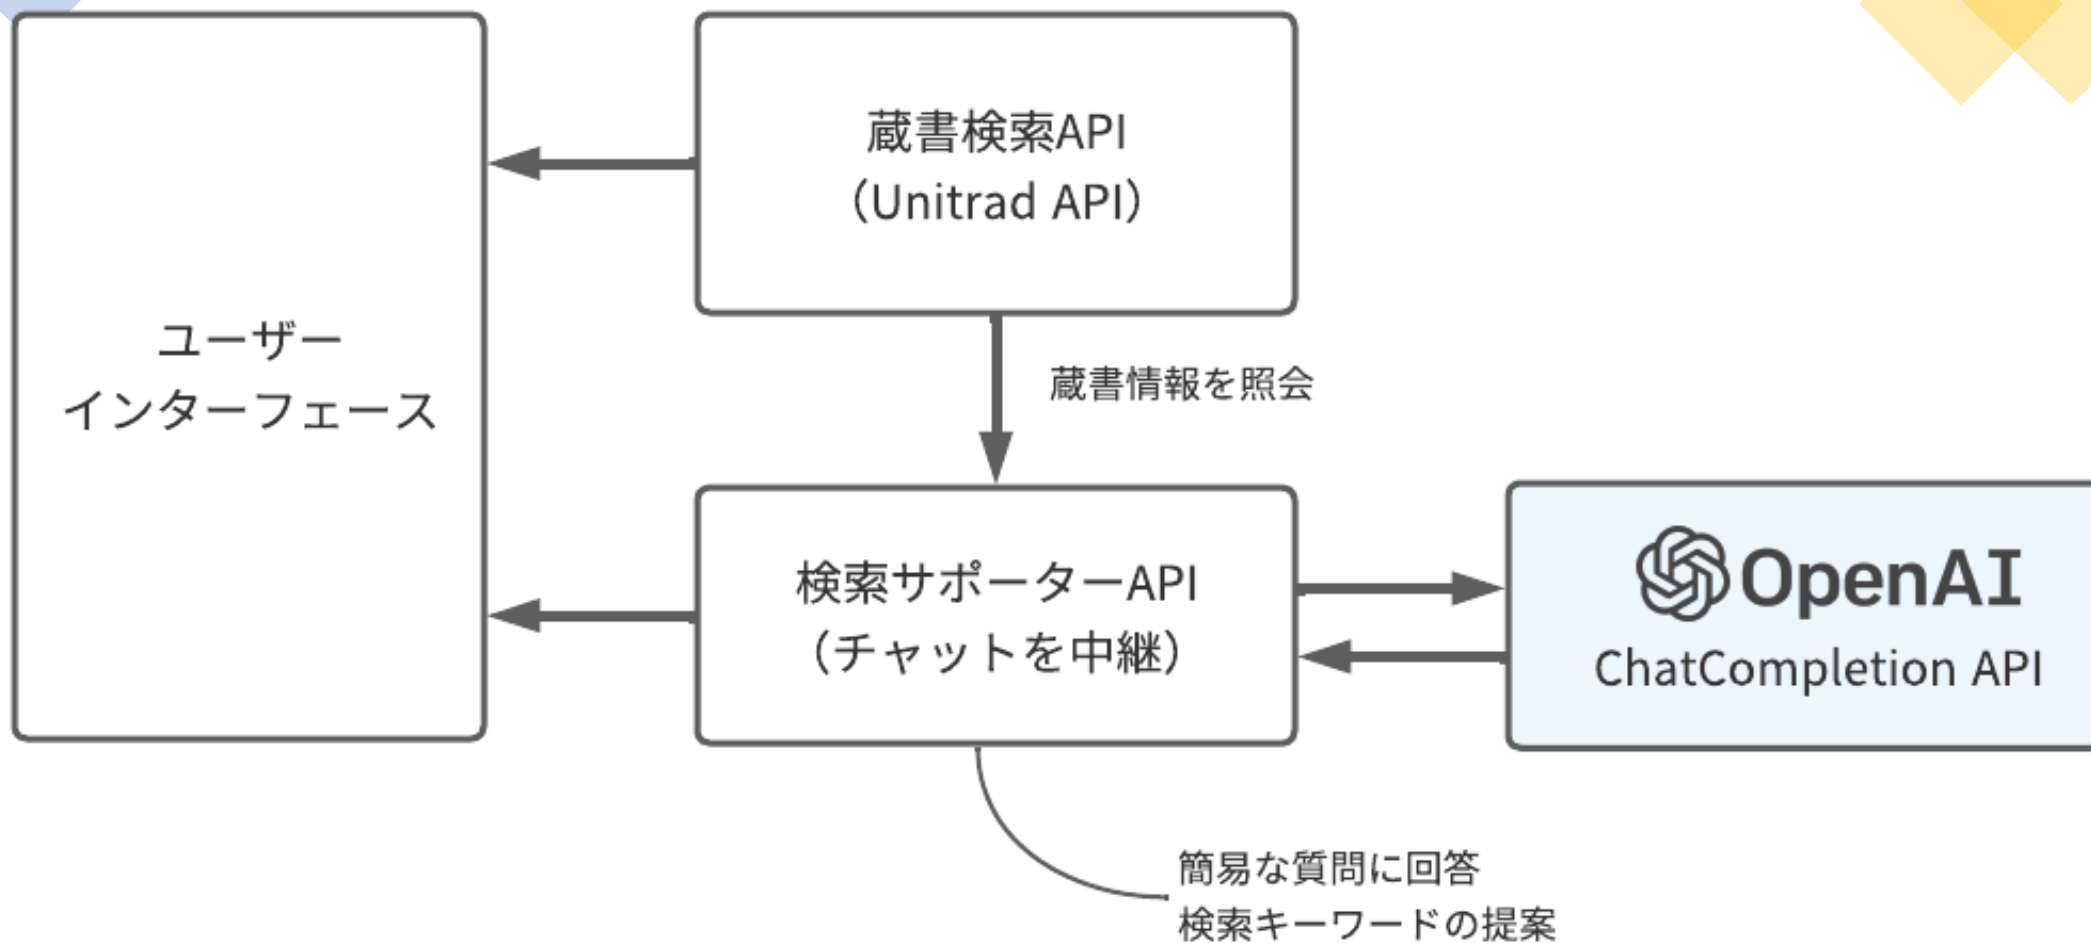 蔵書検索API
（Unitrad API）
ユーザー
インターフェース
蔵書情報を照会
検索サポーターAPI
（チャットを中継）
OpenAI
ChatCompletion API
簡易な質問に回答
検索キーワードの提案